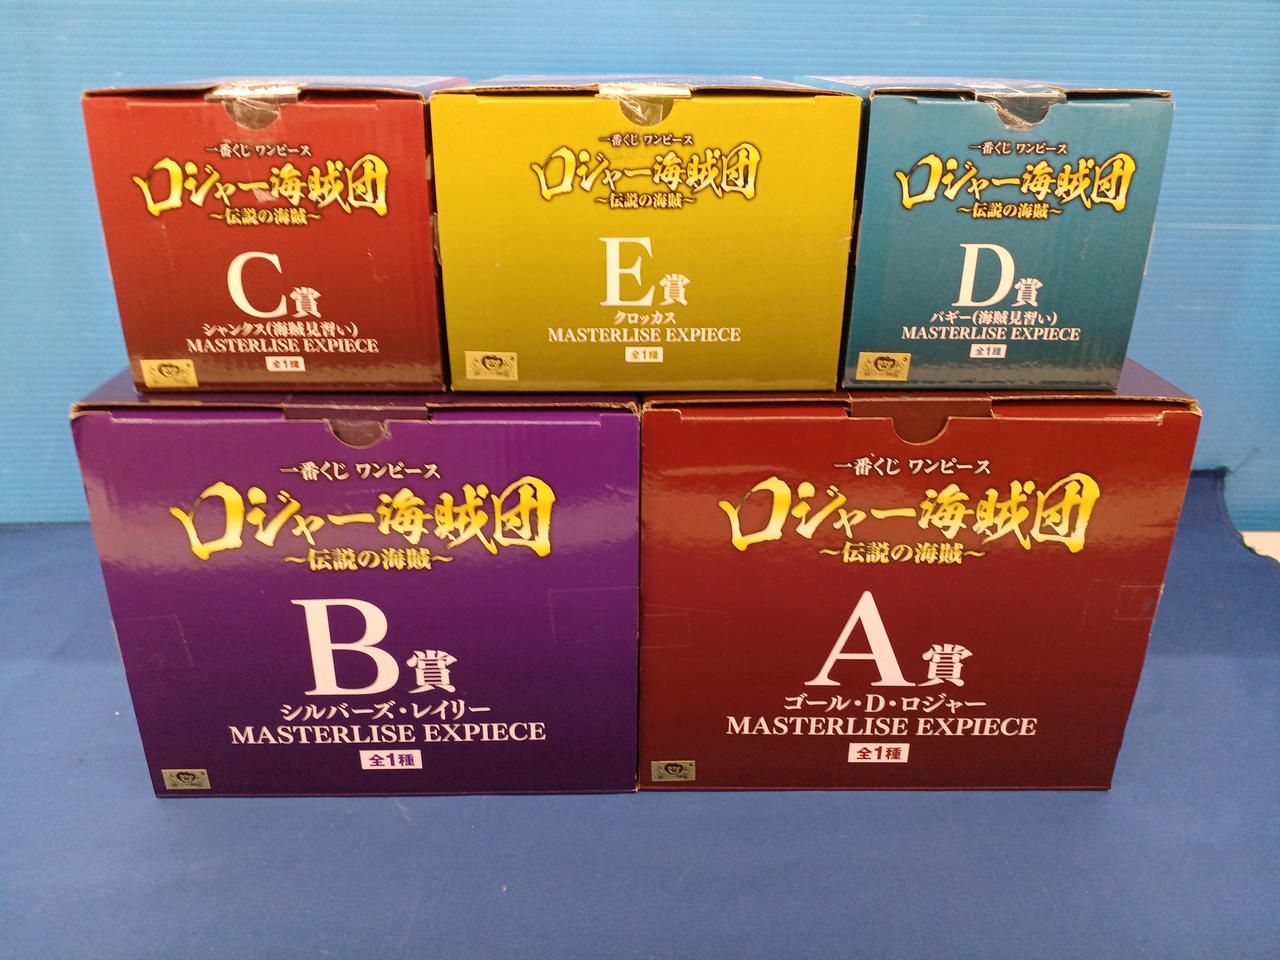 一番くじ ワンピース
ロジャー海賊団
～伝説の海賊～
C賞
シャンクス(海賊見習い)
MASTERLISE EXPIECE
全1種
一番くじ ワンピース
ロジャー海賊団
～伝説の海賊～
E賞
クロッカス
MASTERLISE EXPIECE
全1種
一番くじ ワンピース
ロジャー海賊団
～伝説の海賊～
D賞
バギー(海賊見習い)
MASTERLISE EXPIECE
全1種
一番くじ ワンピース
ロジャー海賊団
～伝説の海賊～
B賞
シルバーズ・レイリー
MASTERLISE EXPIECE
全1種
一番くじ ワンピース
ロジャー海賊団
～伝説の海賊～
A賞
ゴール・D・ロジャー
MASTERLISE EXPIECE
全1種